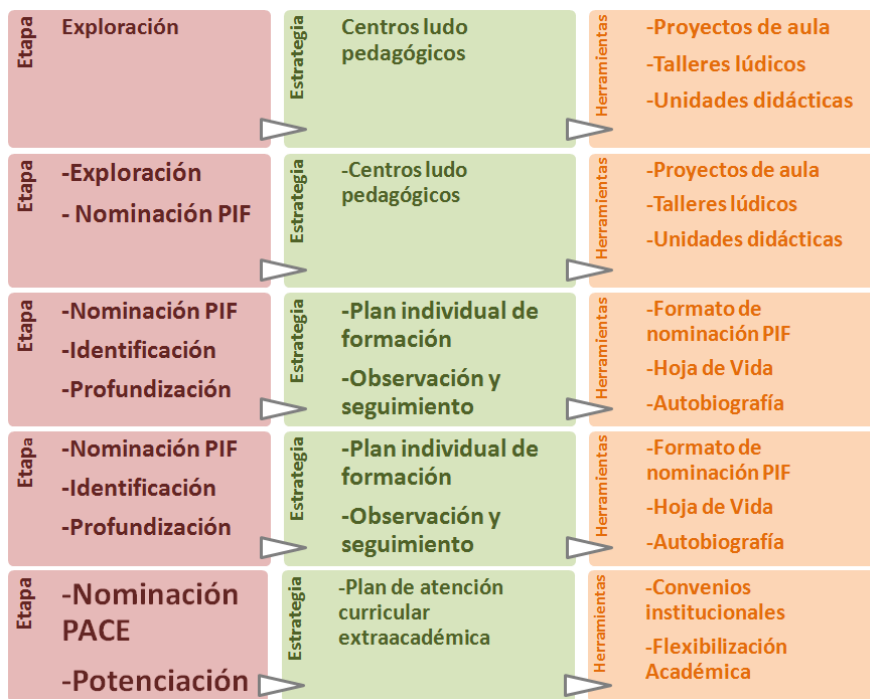 Etapa
Exploración
Estrategia
Centros ludo
pedagógicos
Herramientas
-Proyectos de aula
-Talleres lúdicos
-Unidades didácticas
Etapa
-Exploración
- Nominación PIF
Estrategia
-Centros ludo
pedagógicos
Herramientas
-Proyectos de aula
-Talleres lúdicos
-Unidades didácticas
Etapa
-Nominación PIF
-Identificación
-Profundización
Estrategia
-Plan individual de
formación
-Observación y
seguimiento
Herramientas
-Formato de
nominación PIF
-Hoja de Vida
-Autobiografía
Etapa
-Nominación PIF
-Identificación
-Profundización
Estrategia
-Plan individual de
formación
-Observación y
seguimiento
Herramientas
-Formato de
nominación PIF
-Hoja de Vida
-Autobiografía
Etapa
-Nominación
PACE
-Potenciación
Estrategia
-Plan de atención
curricular
extraacadémica
Herramientas
-Convenios
institucionales
-Flexibilización
Académica